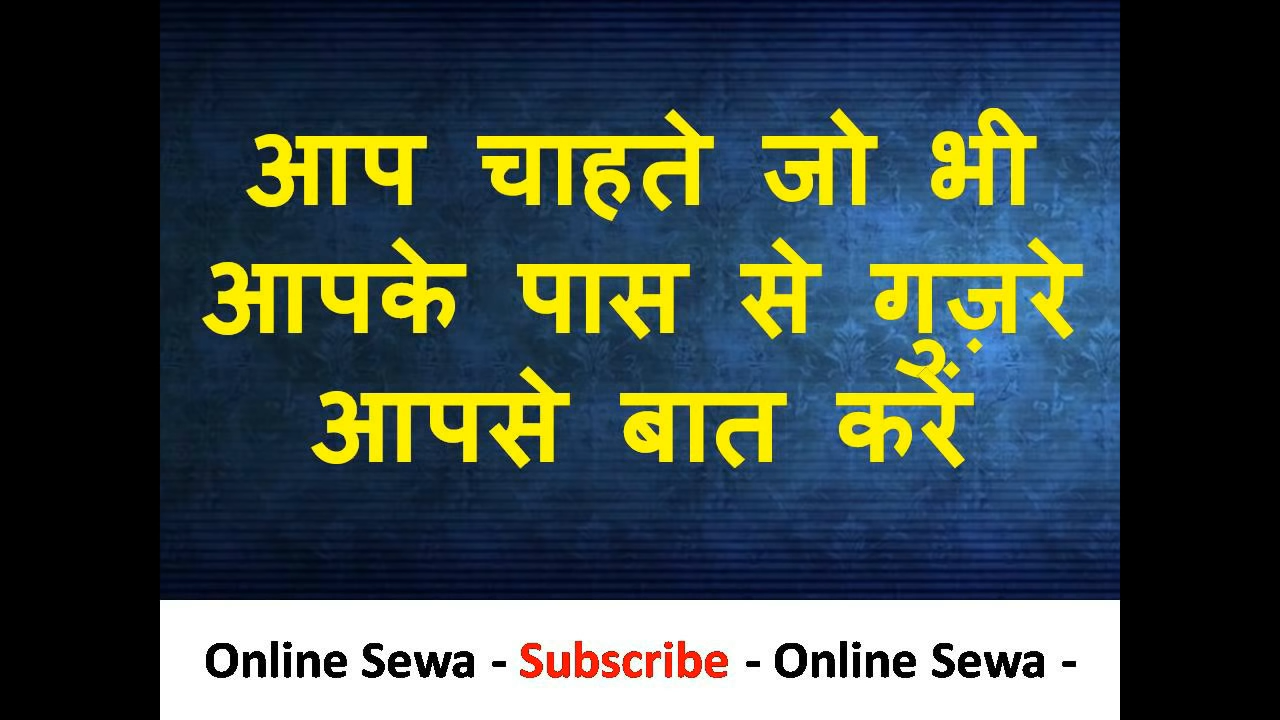 आप चाहते जो भी
आपके पास से गुज़रे
आपसे बात करें
Online Sewa - Subscribe - Online Sewa -